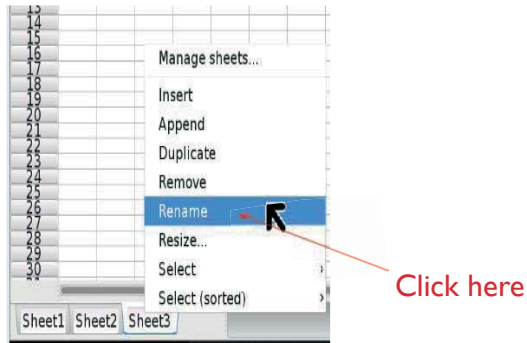 13
14
15
16
17
18
19
20
21
22
23
24
25
26
27
28
29
30
Manage sheets...
Insert
Append
Duplicate
Remove
Rename
Resize...
Select
Select (sorted)
Click here
Sheet1 Sheet2 Sheet3